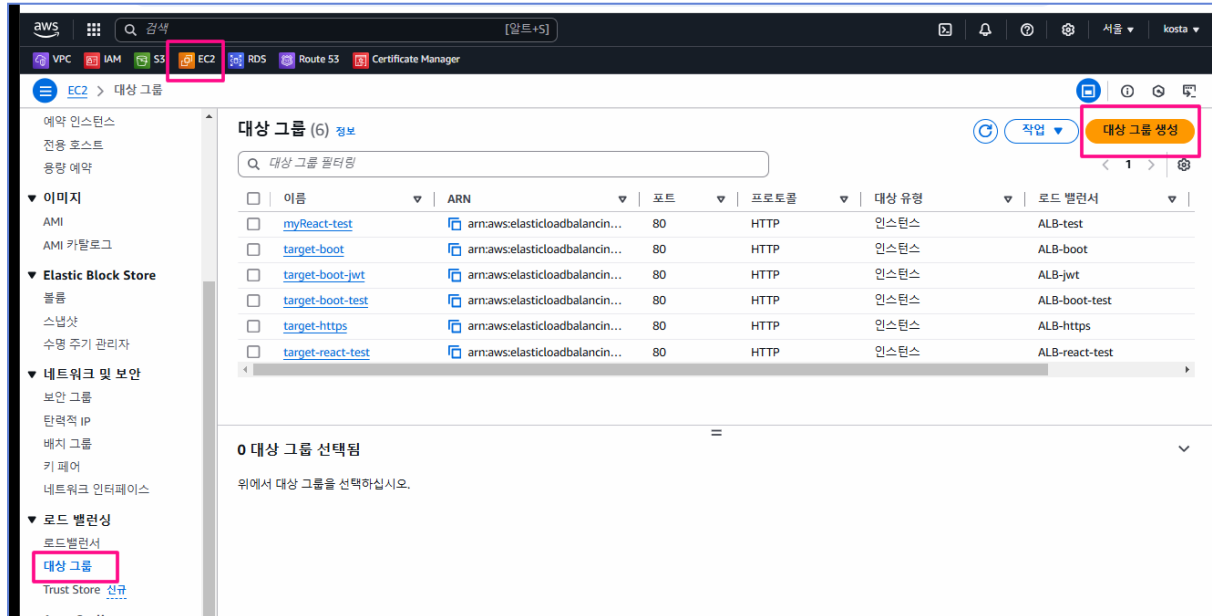 aws 검색 [알트+S] 서울 ▼ kosta ▼
VPC IAM S3 EC2 RDS Route 53 Certificate Manager
EC2 > 대상 그룹
예약 인스턴스
전용 호스트
용량 예약
▼ 이미지
AMI
AMI 카탈로그
▼ Elastic Block Store
볼륨
스냅샷
수명 주기 관리자
▼ 네트워크 및 보안
보안 그룹
탄력적 IP
배치 그룹
키 페어
네트워크 인터페이스
▼ 로드 밸런싱
로드밸런서
대상 그룹
Trust Store 신규
대상 그룹 (6) 정보
작업 ▼ 대상 그룹 생성
대상 그룹 필터링
< 1 >
이름 ARN 포트 프로토콜 대상 유형 로드 밸런서
myReact-test arn:aws:elasticloadbalancin... 80 HTTP 인스턴스 ALB-test
target-boot arn:aws:elasticloadbalancin... 80 HTTP 인스턴스 ALB-boot
target-boot-jwt arn:aws:elasticloadbalancin... 80 HTTP 인스턴스 ALB-jwt
target-boot-test arn:aws:elasticloadbalancin... 80 HTTP 인스턴스 ALB-boot-test
target-https arn:aws:elasticloadbalancin... 80 HTTP 인스턴스 ALB-https
target-react-test arn:aws:elasticloadbalancin... 80 HTTP 인스턴스 ALB-react-test
0 대상 그룹 선택됨
위에서 대상 그룹을 선택하십시오.